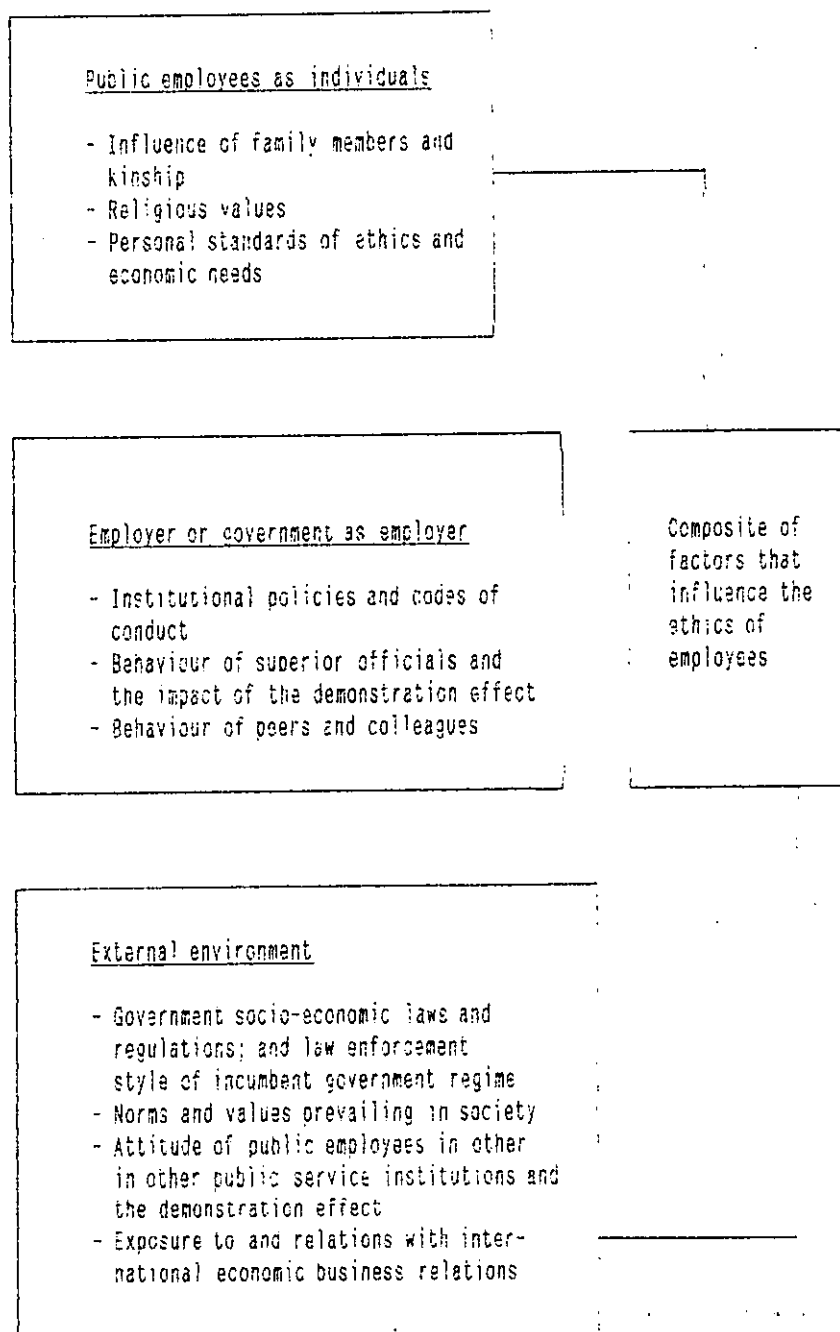 Public employees as individuals
- Influence of family members and
kinship
- Religious values
- Personal standards of ethics and
economic needs
Employer or government as employer
- Institutional policies and codes of
conduct
- Behaviour of superior officials and
the impact of the demonstration effect
- Behaviour of peers and colleagues
Composite of
factors that
influence the
ethics of
employees
External environment
- Government socio-economic laws and
regulations; and law enforcement
style of incumbent government regime
- Norms and values prevailing in society
- Attitude of public employees in other
in other public service institutions and
the demonstration effect
- Exposure to and relations with inter-
national economic business relations